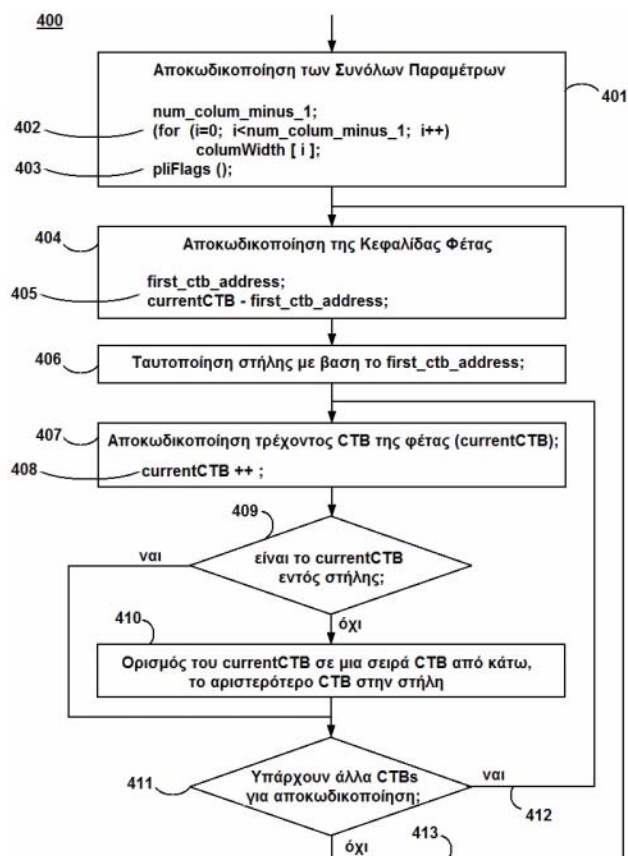 400
Αποκωδικοποίηση των Συνόλων Παραμέτρων
401
num_colum_minus_1;
402
(for (i=0; i<num_colum_minus_1; i++)
columWidth [ i ];
403
pliFlags ();
404
Αποκωδικοποίηση της Κεφαλίδας Φέτας
first_ctb_address;
405
currentCTB - first_ctb_address;
406
Ταυτοποίηση στήλης με βαση το first_ctb_address;
407
Αποκωδικοποίηση τρέχοντος CTB της φέτας (currentCTB);
408
currentCTB ++ ;
409
ναι
είναι το currentCTB
εντός στήλης;
410
όχι
Ορισμός του currentCTB σε μια σειρά CTB από κάτω,
το αριστερότερο CTB στην στήλη
411
Υπάρχουν άλλα CTBs
για αποκωδικοποίηση;
ναι
412
413
όχι